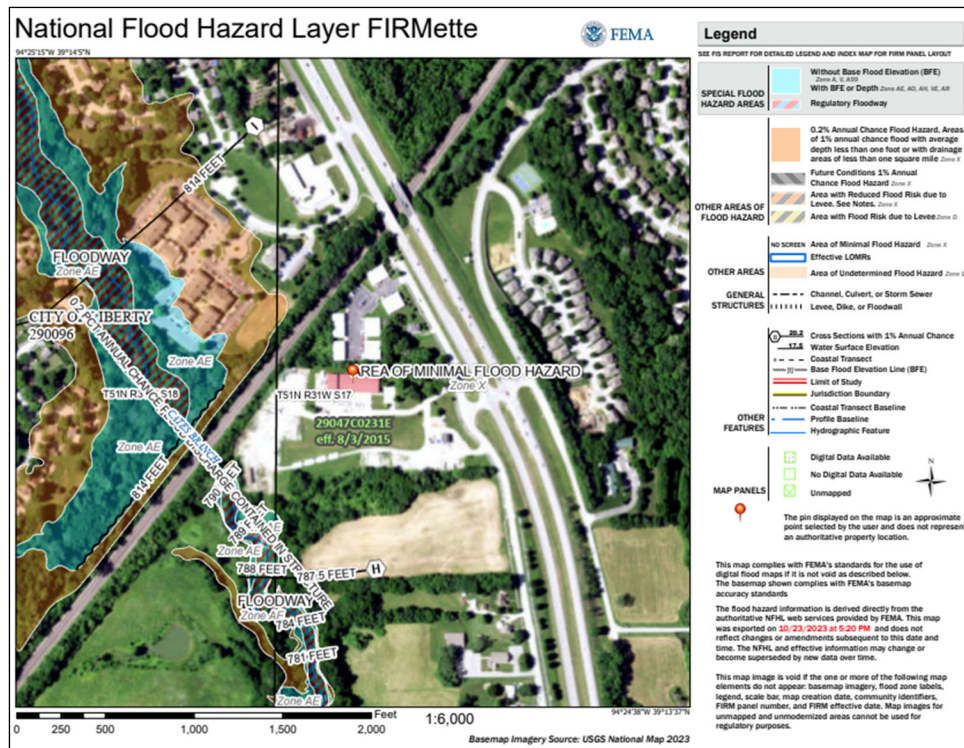 National Flood Hazard Layer FIRMette
FEMA
94°25'15"W 39°14'5"N
814 FEET
I
FLOODWAY
Zone AE
CITY OF LIBERTY
290096
0.2 PCT ANNUAL CHANCE FLOOD DISCHARGE CONTAINED IN STRUCTURE
Zone AE
T51N R31W S18
CATES BRANCH
814 FEET
AREA OF MINIMAL FLOOD HAZARD
Zone X
T51N R31W S17
29047C0231E
eff. 8/3/2015
790
789
Zone AE
788 FEET
787.5 FEET
H
FLOODWAY
Zone AE
784 FEET
781 FEET
Zone AE
Feet
0
250
500
1,000
1,500
2,000
1:6,000
94°24'38"W 39°13'37"N
Basemap Imagery Source: USGS National Map 2023
Legend
SEE FIS REPORT FOR DETAILED LEGEND AND INDEX MAP FOR FIRM PANEL LAYOUT
SPECIAL FLOOD
HAZARD AREAS
Without Base Flood Elevation (BFE)
Zone A, V, A99
With BFE or Depth Zone AE, AO, AH, VE, AR
Regulatory Floodway
OTHER AREAS OF
FLOOD HAZARD
0.2% Annual Chance Flood Hazard, Areas
of 1% annual chance flood with average
depth less than one foot or with drainage
areas of less than one square mile Zone X
Future Conditions 1% Annual
Chance Flood Hazard Zone X
Area with Reduced Flood Risk due to
Levee. See Notes. Zone X
Area with Flood Risk due to Levee Zone D
OTHER AREAS
NO SCREEN Area of Minimal Flood Hazard Zone X
Effective LOMRs
Area of Undetermined Flood Hazard Zone D
GENERAL
STRUCTURES
Channel, Culvert, or Storm Sewer
Levee, Dike, or Floodwall
OTHER
FEATURES
B 20.2 Cross Sections with 1% Annual Chance
17.5 Water Surface Elevation
Coastal Transect
Base Flood Elevation Line (BFE)
Limit of Study
Jurisdiction Boundary
Coastal Transect Baseline
Profile Baseline
Hydrographic Feature
MAP PANELS
Digital Data Available
No Digital Data Available
Unmapped
N
The pin displayed on the map is an approximate
point selected by the user and does not represent
an authoritative property location.
This map complies with FEMA's standards for the use of
digital flood maps if it is not void as described below.
The basemap shown complies with FEMA's basemap
accuracy standards
The flood hazard information is derived directly from the
authoritative NFHL web services provided by FEMA. This map
was exported on 10/23/2023 at 5:20 PM and does not
reflect changes or amendments subsequent to this date and
time. The NFHL and effective information may change or
become superseded by new data over time.
This map image is void if the one or more of the following map
elements do not appear: basemap imagery, flood zone labels,
legend, scale bar, map creation date, community identifiers,
FIRM panel number, and FIRM effective date. Map images for
unmapped and unmodernized areas cannot be used for
regulatory purposes.